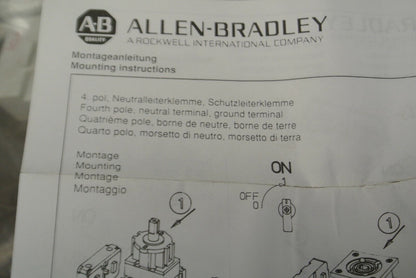 A-B
QUALITY
ALLEN-BRADLEY
A ROCKWELL INTERNATIONAL COMPANY
Montageanleitung
Mounting instructions
4. pol, Neutralleiterklemme, Schutzleiterklemme
Fourth pole, neutral terminal, ground terminal
Quatrième pole, borne de neutre, borne de terre
Quarto polo, morsetto di neutro, morsetto di terra
Montage
Mounting
Montage
Montaggio
ON
1
OFF
0
1
1